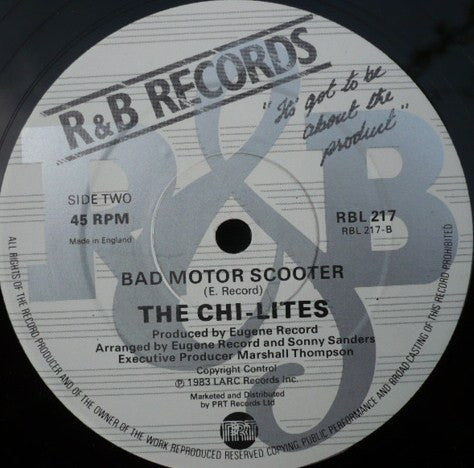 R&B RECORDS
"It's got to be
about the
product"
R&B
SIDE TWO
45 RPM
Made in England
RBL 217
RBL 217-B
BAD MOTOR SCOOTER
(E. Record)
THE CHI-LITES
Produced by Eugene Record
Arranged by Eugene Record and Sonny Sanders
Executive Producer Marshall Thompson
Copyright Control
℗ 1983 LARC Records Inc.
Marketed and Distributed
by PRT Records Ltd
ALL RIGHTS OF THE RECORD PRODUCER AND OF THE OWNER OF THE WORK REPRODUCED RESERVED COPYING PUBLIC PERFORMANCE AND BROADCASTING OF THIS RECORD PROHIBITED